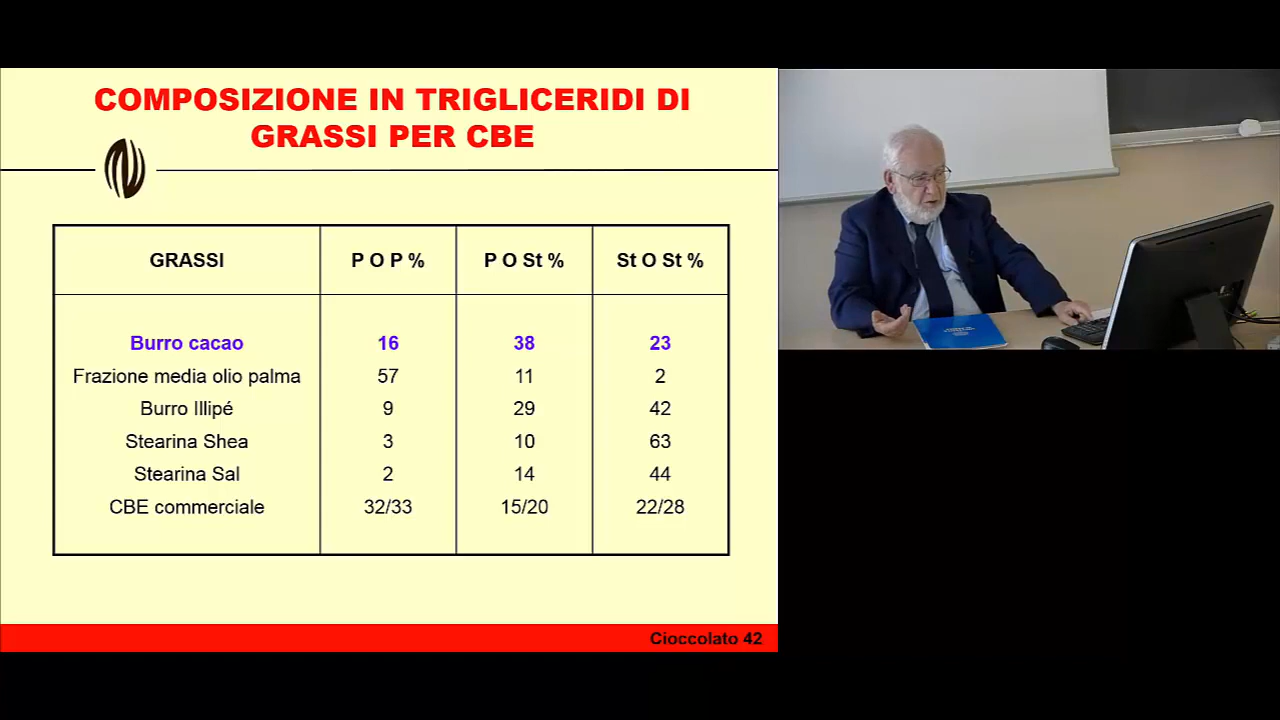 COMPOSIZIONE IN TRIGLICERIDI DI
GRASSI PER CBE
GRASSI P O P % P O St % St O St %
Burro cacao 16 38 23
Frazione media olio palma 57 11 2
Burro Illipé 9 29 42
Stearina Shea 3 10 63
Stearina Sal 2 14 44
CBE commerciale 32/33 15/20 22/28
Cioccolato 42